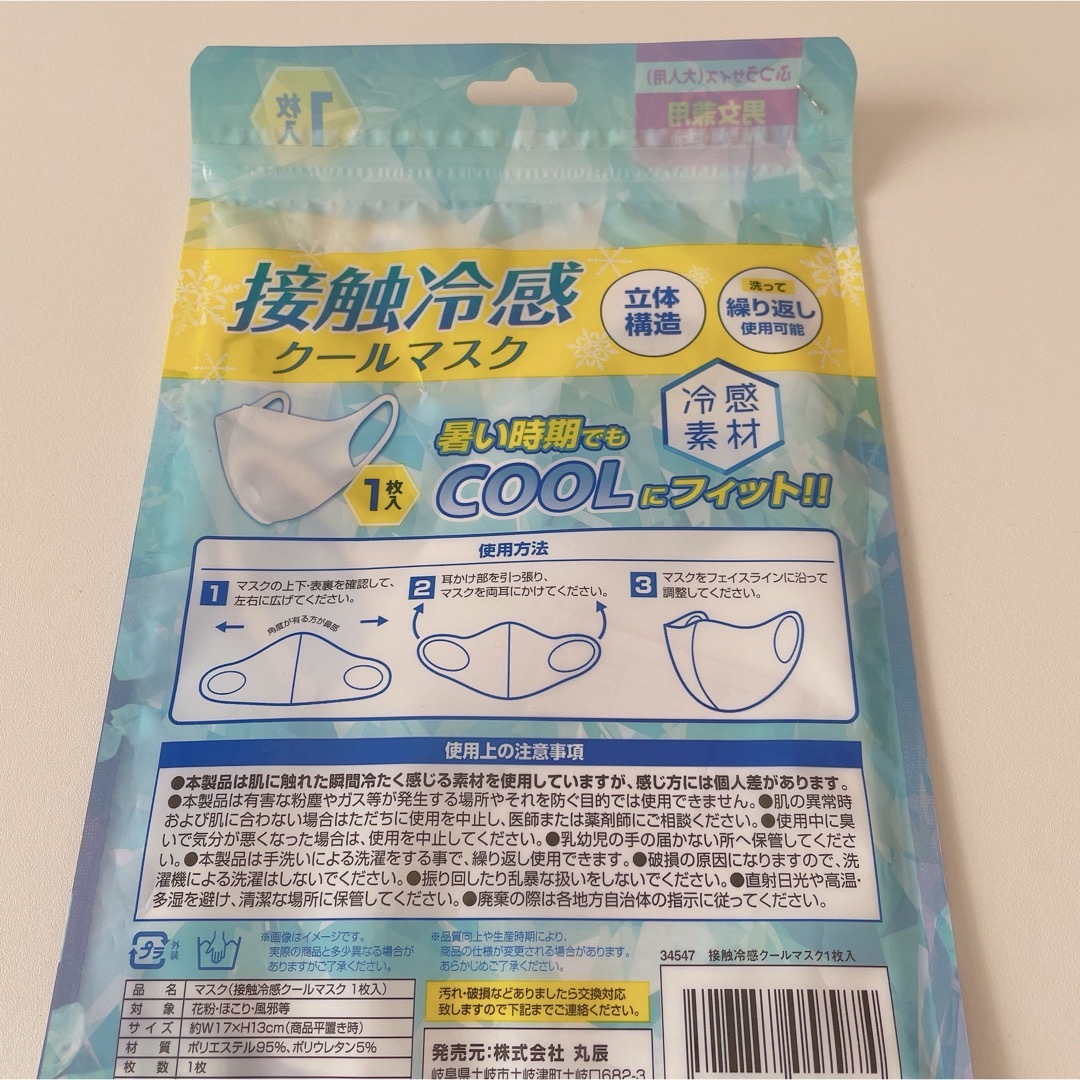 1枚入
ふつうサイズ(大人用)
男女兼用
接触冷感
クールマスク
立体
構造
洗って
繰り返し
使用可能
冷感
素材
1枚入
暑い時期でも
COOLにフィット!!
使用方法
1 マスクの上下・表裏を確認して、
左右に広げてください。
角度が有る方が鼻部
2 耳かけ部を引っ張り、
マスクを両耳にかけてください。
3 マスクをフェイスラインに沿って
調整してください。
使用上の注意事項
●本製品は肌に触れた瞬間冷たく感じる素材を使用していますが、感じ方には個人差があります。
●本製品は有害な粉塵やガス等が発生する場所やそれを防ぐ目的では使用できません。●肌の異常時
および肌に合わない場合はただちに使用を中止し、医師または薬剤師にご相談ください。●使用中に臭
いで気分が悪くなった場合は、使用を中止してください。●乳幼児の手の届かない所へ保管してくださ
い。●本製品は手洗いによる洗濯をする事で、繰り返し使用できます。●破損の原因になりますので、洗
濯機による洗濯はしないでください。●振り回したり乱暴な扱いをしないでください。●直射日光や高温・
多湿を避け、清潔な場所に保管してください。●廃棄の際は各地方自治体の指示に従ってください。
プラ
外装
※画像はイメージです。
実際の商品と多少異なる場合が
ありますがご了承ください。
※品質向上や生産時期により、
商品の仕様が変更される場合があります。
あらかじめご了承ください。
34547 接触冷感クールマスク1枚入
品名 マスク(接触冷感クールマスク 1枚入)
対象 花粉・ほこり・風邪等
サイズ 約W17×H13cm(商品平置き時)
材質 ポリエステル95%、ポリウレタン5%
枚数 1枚
汚れ・破損などありましたら交換対応
致しますので下記までご連絡ください。
発売元:株式会社 丸辰
岐阜県土岐市土岐津町土岐口682-3